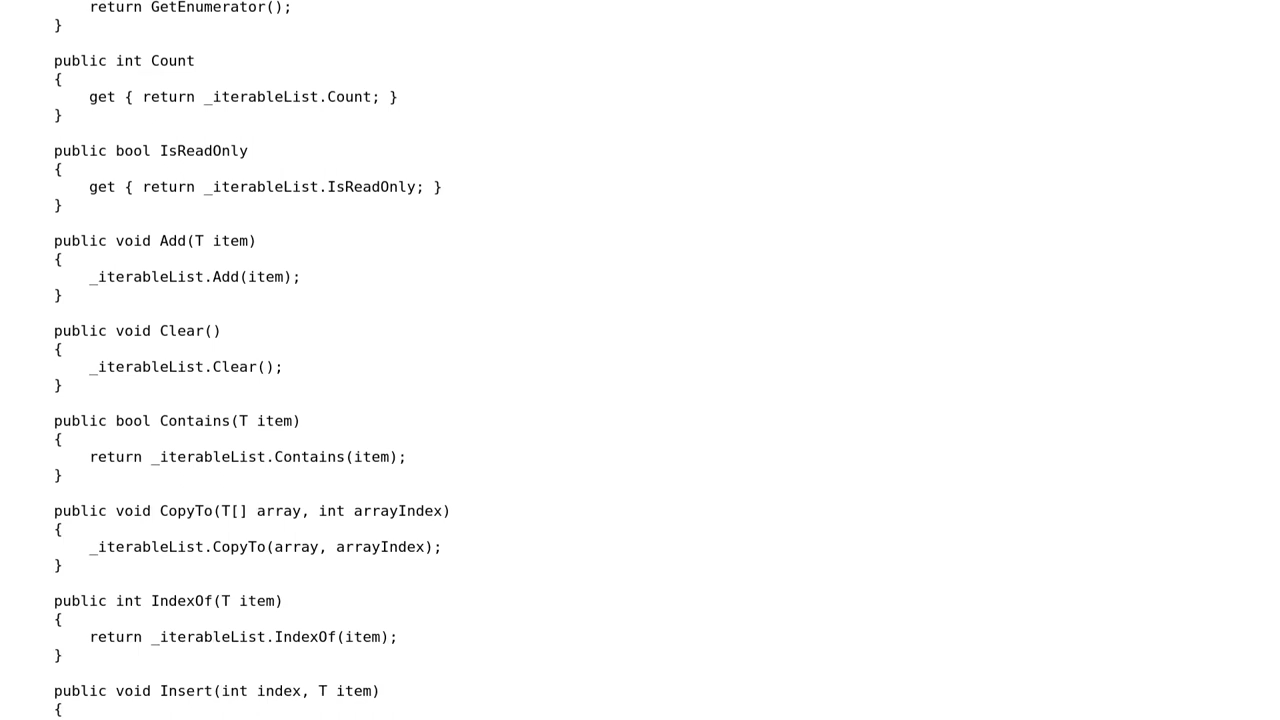 return GetEnumerator();
}
public int Count
{
get { return _iterableList.Count; }
}
public bool IsReadOnly
{
get { return _iterableList.IsReadOnly; }
}
public void Add(T item)
{
_iterableList.Add(item);
}
public void Clear()
{
_iterableList.Clear();
}
public bool Contains(T item)
{
return _iterableList.Contains(item);
}
public void CopyTo(T[] array, int arrayIndex)
{
_iterableList.CopyTo(array, arrayIndex);
}
public int IndexOf(T item)
{
return _iterableList.IndexOf(item);
}
public void Insert(int index, T item)
{